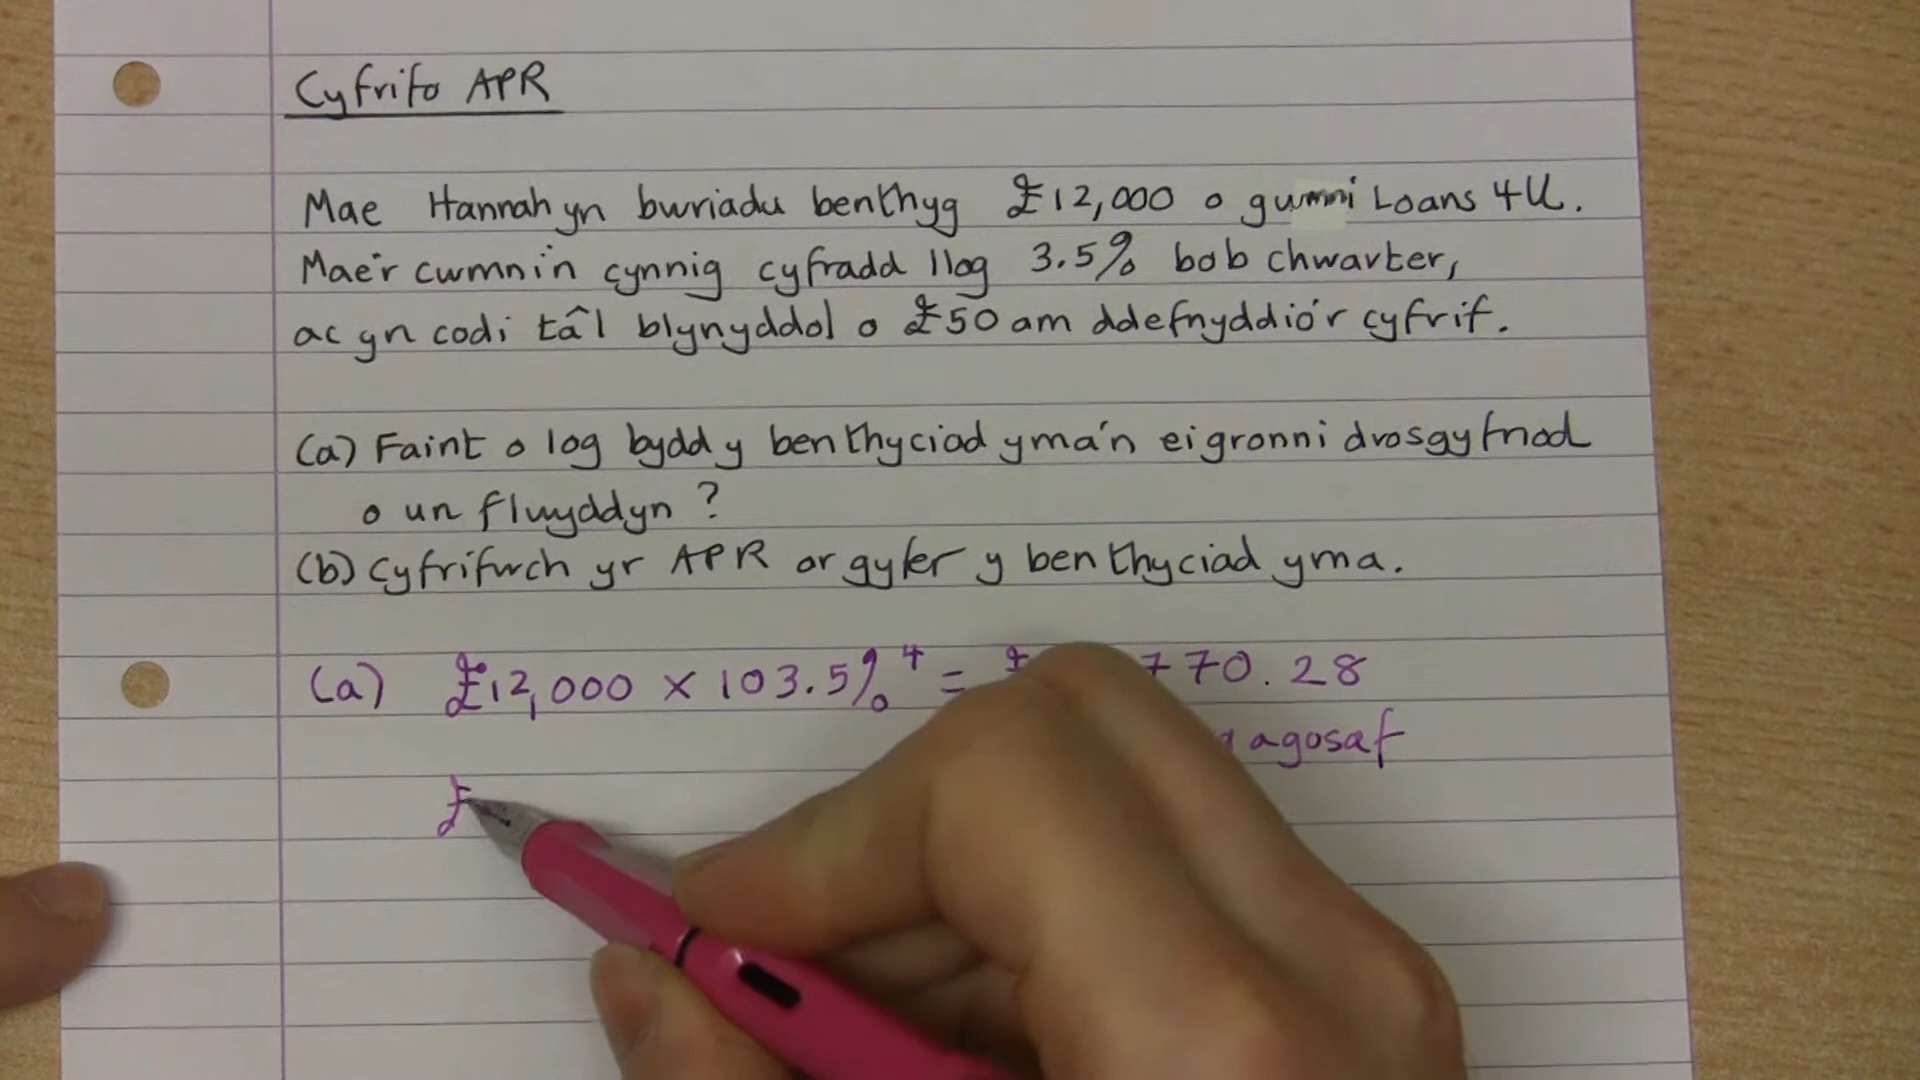 Cyfrifo APR
Mae Hannah yn bwriadu benthyg £12,000 o gwmni Loans 4U.
Mae'r cwmni'n cynnig cyfradd llog 3.5% bob chwarter,
ac yn codi tâl blynyddol o £50 am ddefnyddio'r cyfrif.
(a) Faint o log bydd y benthyciad yma'n ei gronni dros gyfnod
o un flwyddyn?
(b) Cyfrifwch yr APR ar gyfer y benthyciad yma.
(a) £12,000 × 103.5%⁴ = £ 770.28
agosaf
£